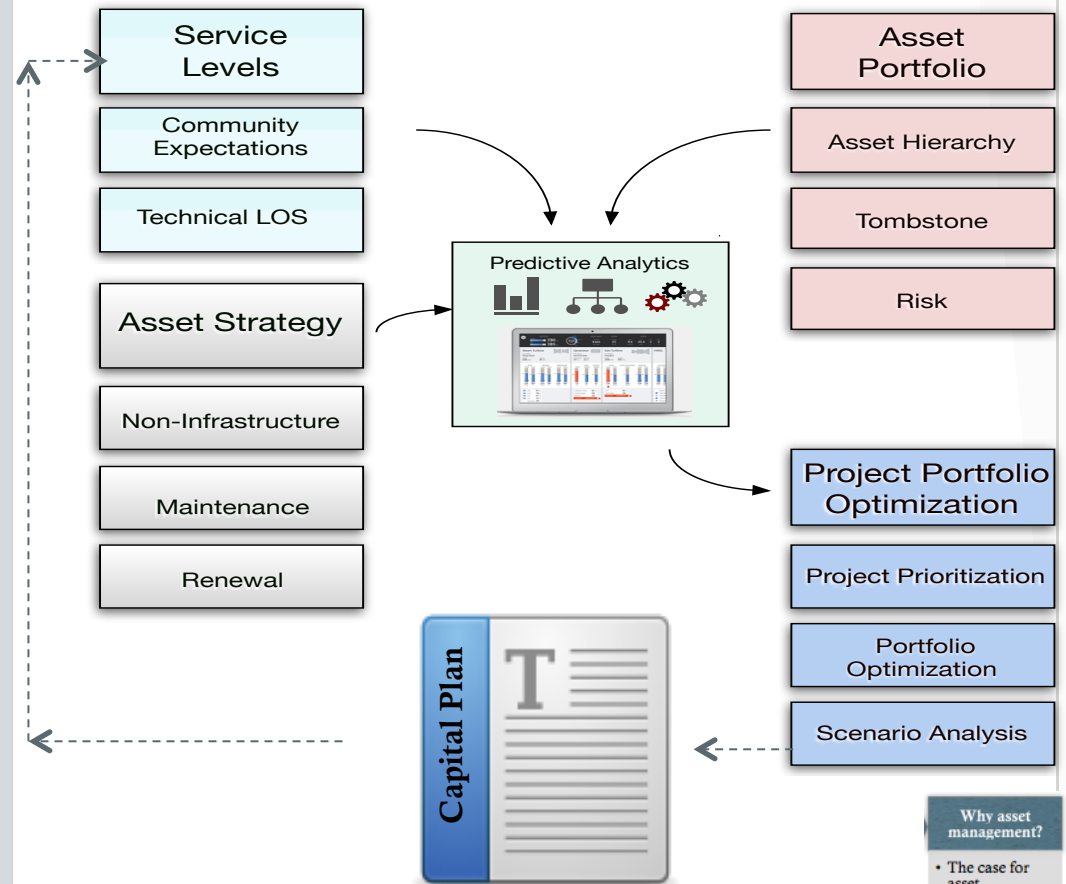 Service
Levels
Community
Expectations
Technical LOS
Asset Strategy
Non-Infrastructure
Maintenance
Renewal
Predictive Analytics
Asset
Portfolio
Asset Hierarchy
Tombstone
Risk
Project Portfolio
Optimization
Project Prioritization
Portfolio
Optimization
Scenario Analysis
Capital Plan
T
Why asset
management?
• The case for
asset